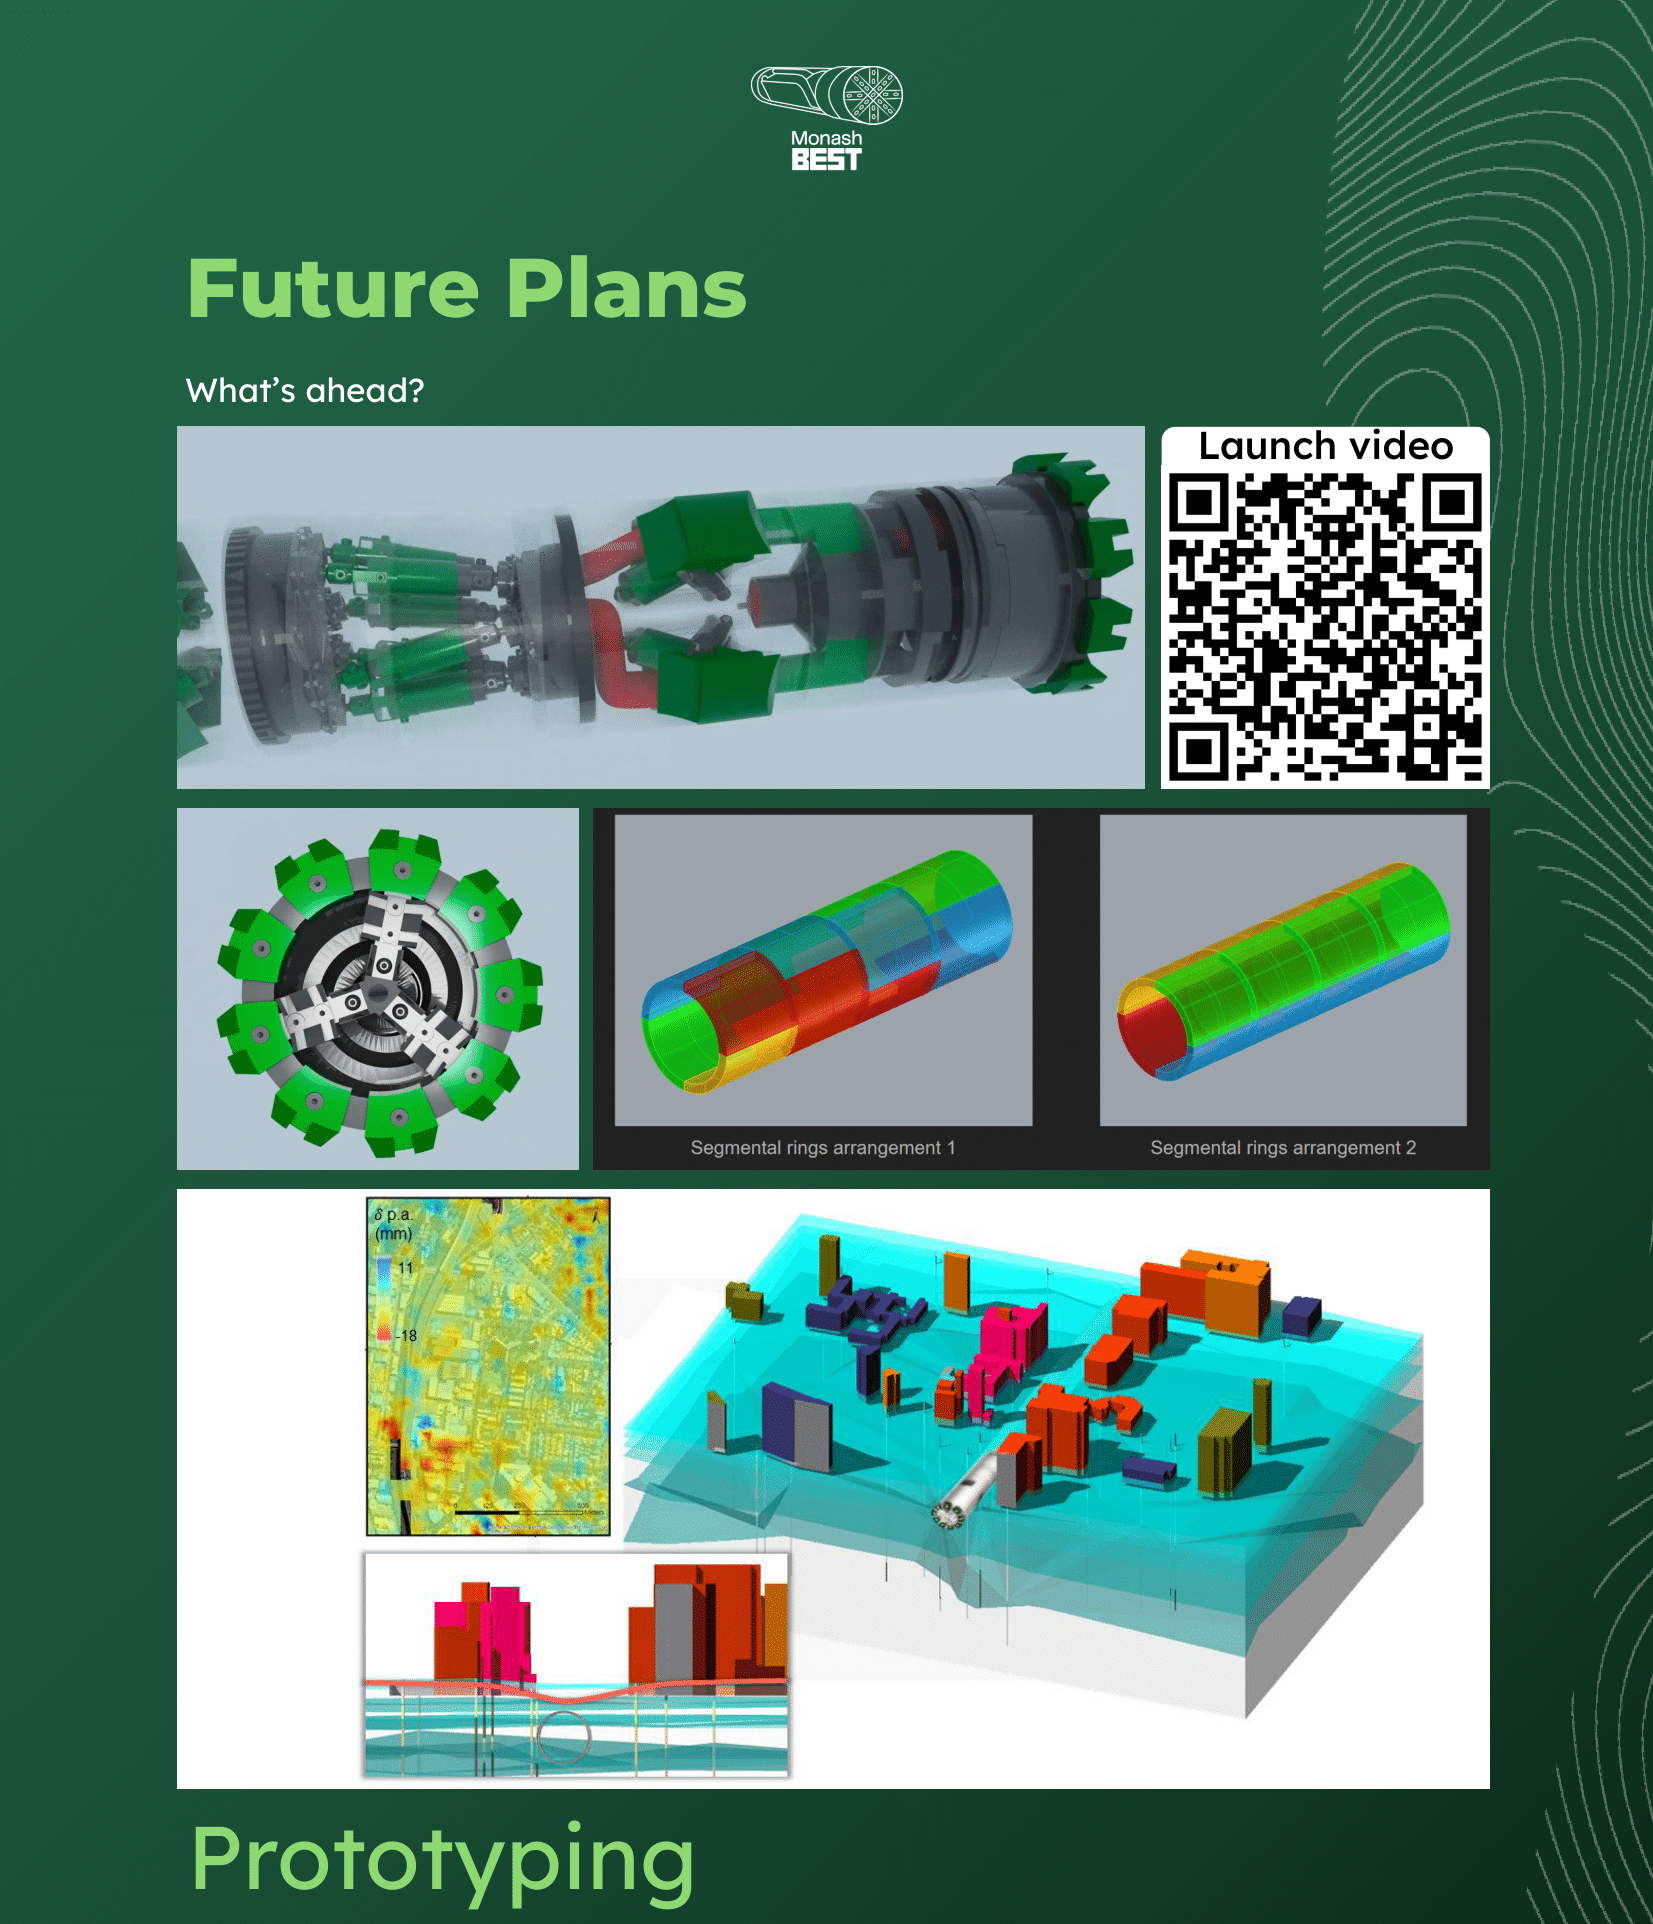 Monash
BEST
Future Plans
What’s ahead?
Launch video
Segmental rings arrangement 1
Segmental rings arrangement 2
δ p.a.
(mm)
11
-18
Prototyping